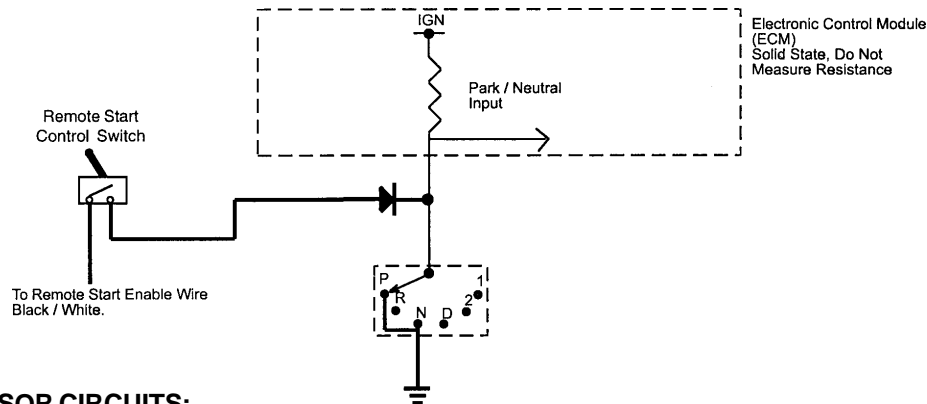 IGN
Electronic Control Module
(ECM)
Solid State, Do Not
Measure Resistance
Park / Neutral
Input
Remote Start
Control Switch
To Remote Start Enable Wire
Black / White.
P
R
N
D
2
1